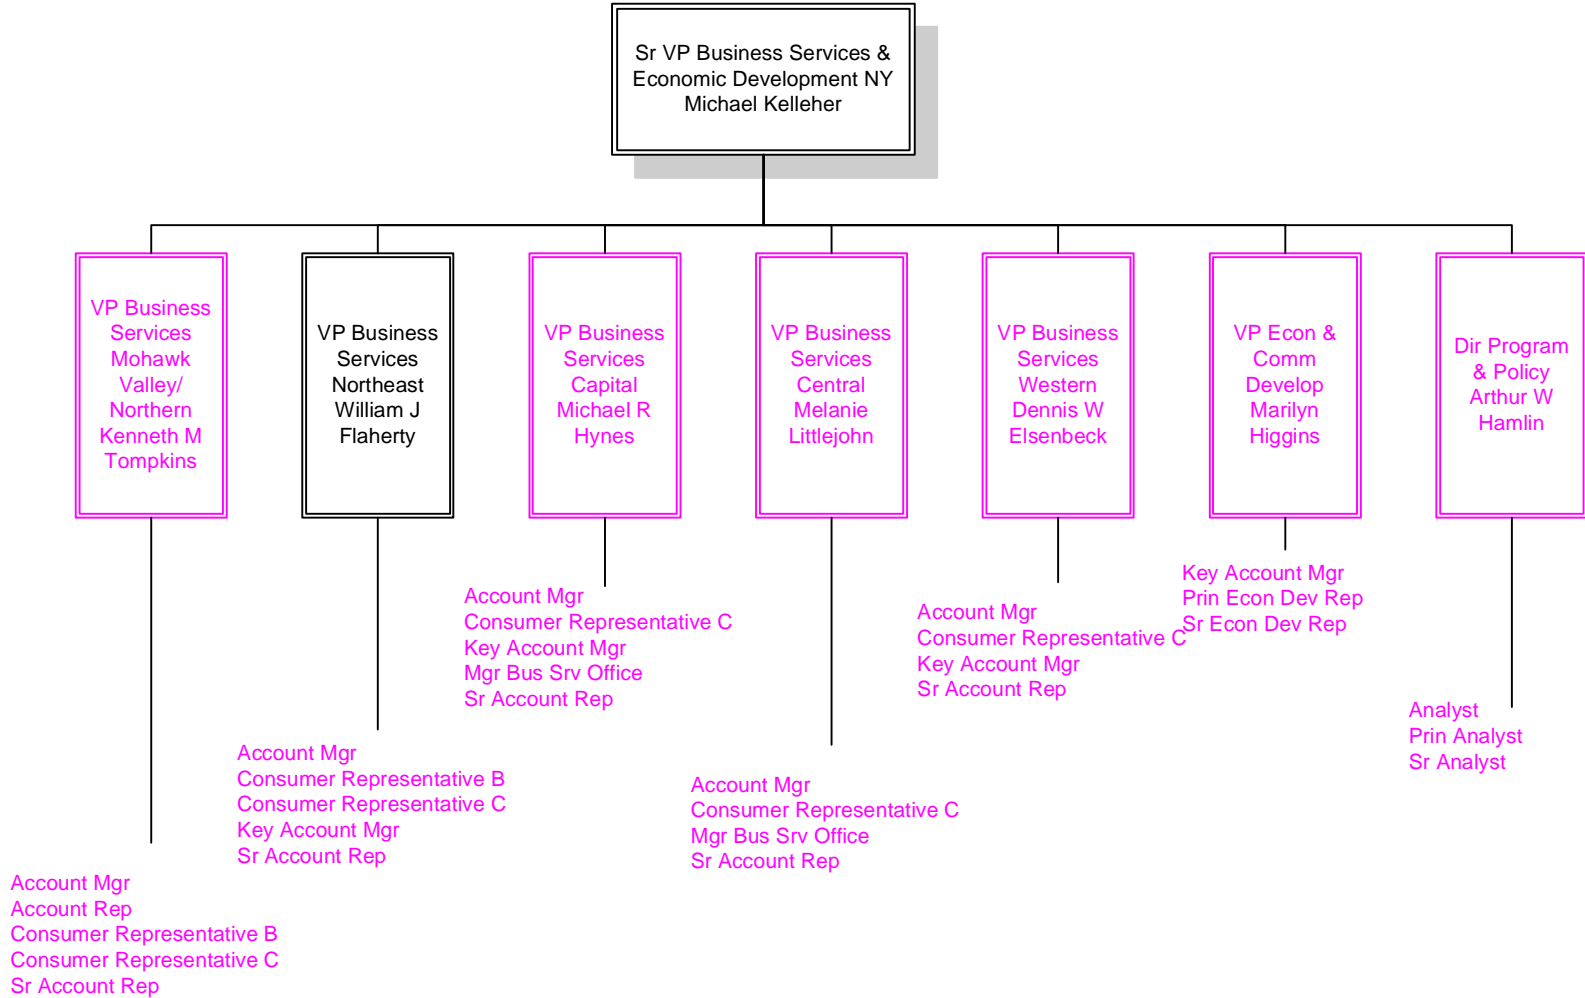 Sr VP Business Services &
Economic Development NY
Michael Kelleher
VP Business
Services
Mohawk
Valley/
Northern
Kenneth M
Tompkins
VP Business
Services
Northeast
William J
Flaherty
VP Business
Services
Capital
Michael R
Hynes
VP Business
Services
Central
Melanie
Littlejohn
VP Business
Services
Western
Dennis W
Elsenbeck
VP Econ &
Comm
Develop
Marilyn
Higgins
Dir Program
& Policy
Arthur W
Hamlin
Account Mgr
Account Rep
Consumer Representative B
Consumer Representative C
Sr Account Rep
Account Mgr
Consumer Representative B
Consumer Representative C
Key Account Mgr
Sr Account Rep
Account Mgr
Consumer Representative C
Key Account Mgr
Mgr Bus Srv Office
Sr Account Rep
Account Mgr
Consumer Representative C
Mgr Bus Srv Office
Sr Account Rep
Account Mgr
Consumer Representative C
Key Account Mgr
Sr Account Rep
Key Account Mgr
Prin Econ Dev Rep
Sr Econ Dev Rep
Analyst
Prin Analyst
Sr Analyst